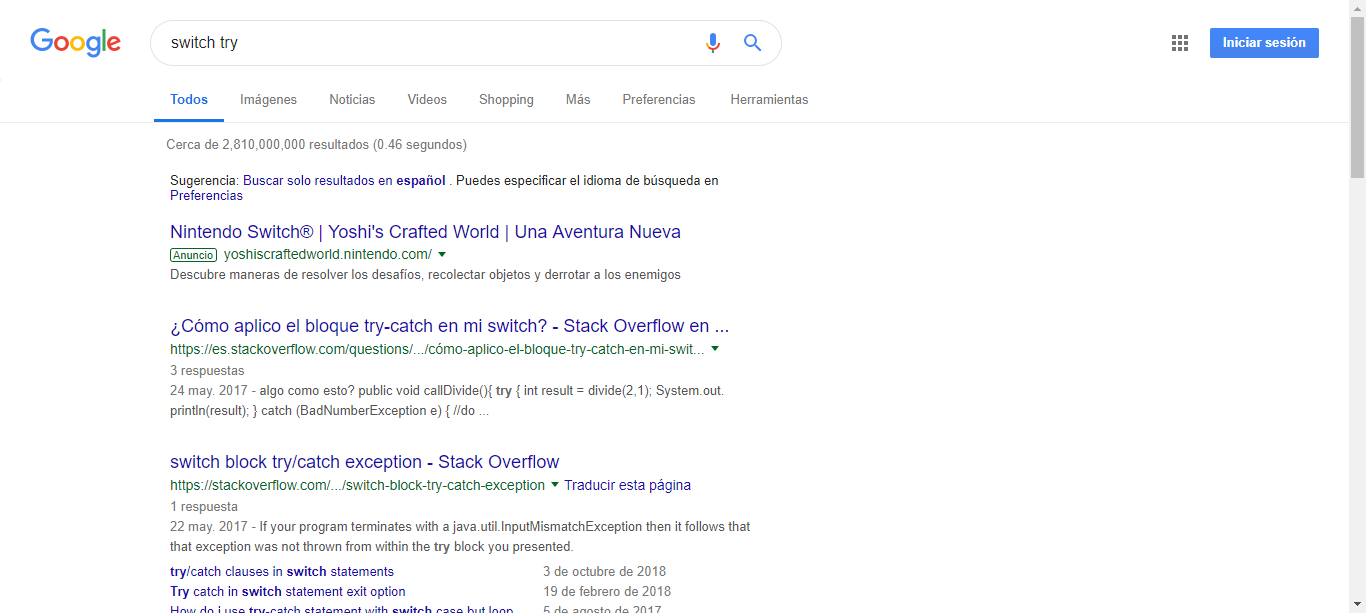 Google
switch try
Iniciar sesión
Todos Imágenes Noticias Videos Shopping Más Preferencias Herramientas
Cerca de 2,810,000,000 resultados (0.46 segundos)
Sugerencia: Buscar solo resultados en español . Puedes especificar el idioma de búsqueda en
Preferencias
Nintendo Switch® | Yoshi's Crafted World | Una Aventura Nueva
Anuncio yoshiscraftedworld.nintendo.com/
Descubre maneras de resolver los desafíos, recolectar objetos y derrotar a los enemigos
¿Cómo aplico el bloque try-catch en mi switch? - Stack Overflow en ...
https://es.stackoverflow.com/questions/.../cómo-aplico-el-bloque-try-catch-en-mi-swit...
3 respuestas
24 may. 2017 - algo como esto? public void callDivide(){ try { int result = divide(2,1); System.out.
println(result); } catch (BadNumberException e) { //do ...
switch block try/catch exception - Stack Overflow
https://stackoverflow.com/.../switch-block-try-catch-exception Traducir esta página
1 respuesta
22 may. 2017 - If your program terminates with a java.util.InputMismatchException then it follows that
that exception was not thrown from within the try block you presented.
try/catch clauses in switch statements 3 de octubre de 2018
Try catch in switch statement exit option 19 de febrero de 2018
How do i use try-catch statement with switch case but loop 5 de agosto de 2017